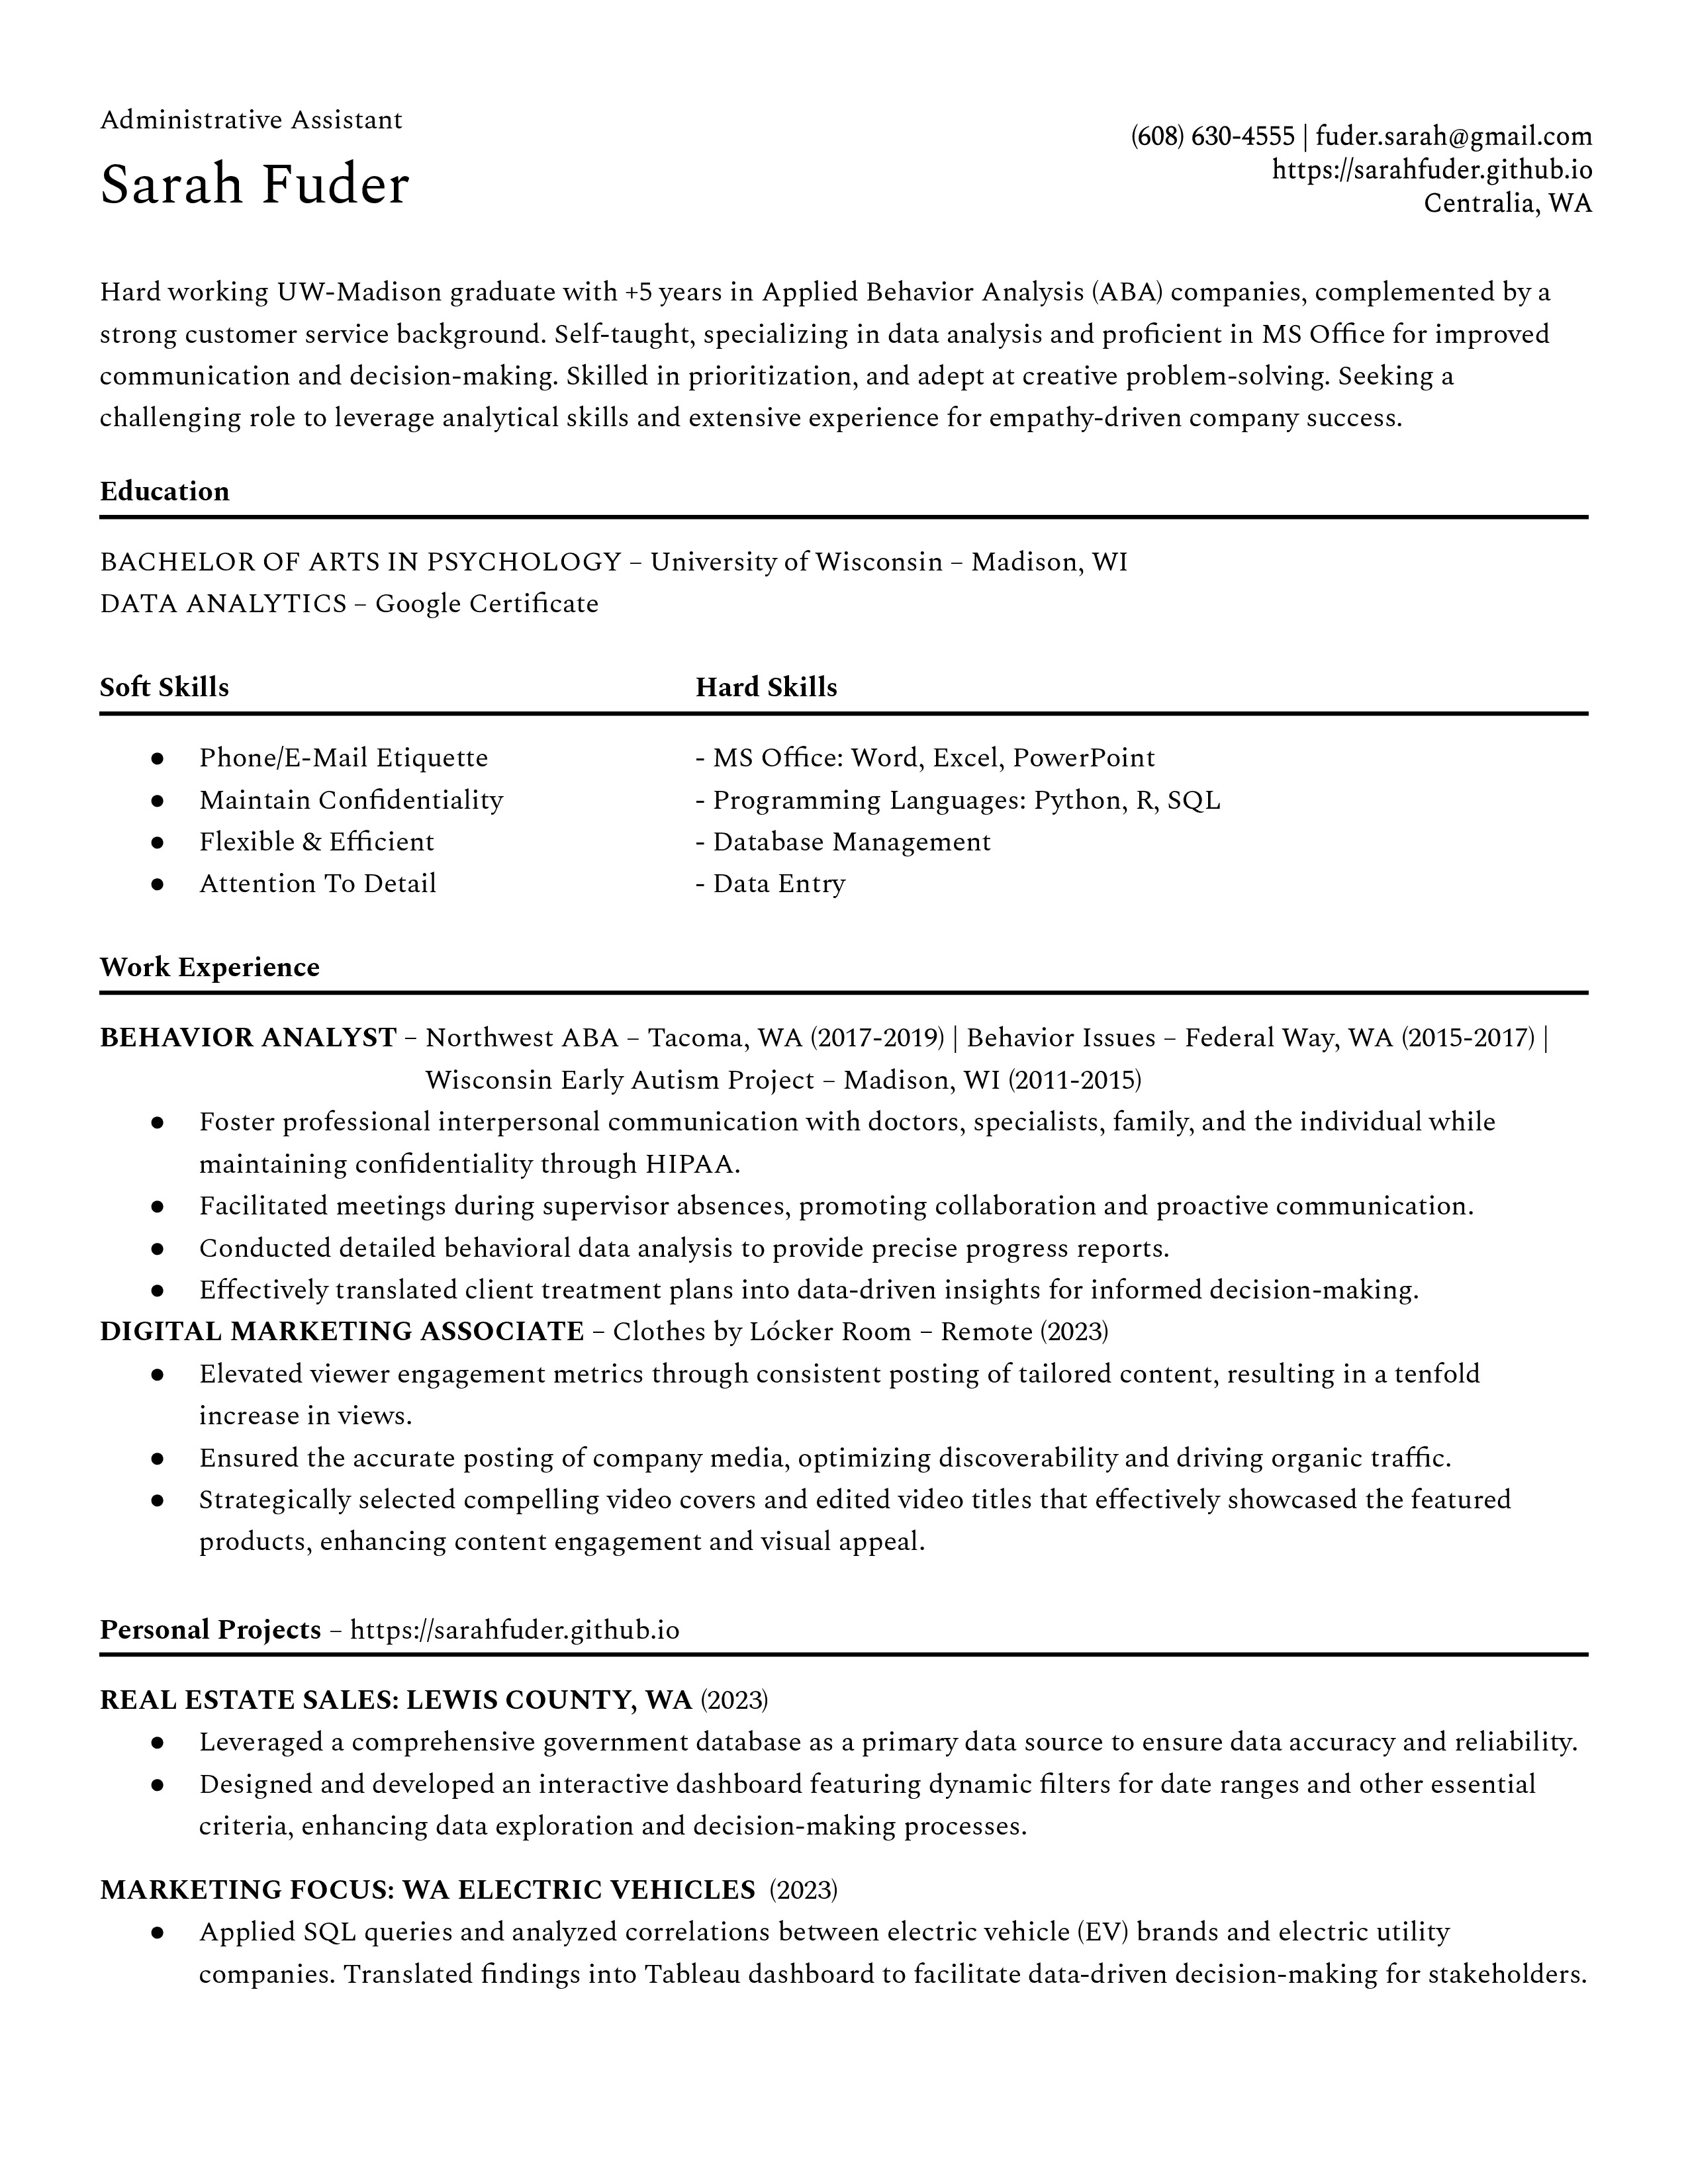 Administrative Assistant
Sarah Fuder
(608) 630-4555 | fuder.sarah@gmail.com
https://sarahfuder.github.io
Centralia, WA
Hard working UW-Madison graduate with +5 years in Applied Behavior Analysis (ABA) companies, complemented by a
strong customer service background. Self-taught, specializing in data analysis and proficient in MS Office for improved
communication and decision-making. Skilled in prioritization, and adept at creative problem-solving. Seeking a
challenging role to leverage analytical skills and extensive experience for empathy-driven company success.
Education
BACHELOR OF ARTS IN PSYCHOLOGY – University of Wisconsin – Madison, WI
DATA ANALYTICS – Google Certificate
Soft Skills
● Phone/E-Mail Etiquette
● Maintain Confidentiality
● Flexible & Efficient
● Attention To Detail
Hard Skills
- MS Office: Word, Excel, PowerPoint
- Programming Languages: Python, R, SQL
- Database Management
- Data Entry
Work Experience
BEHAVIOR ANALYST – Northwest ABA – Tacoma, WA (2017-2019) | Behavior Issues – Federal Way, WA (2015-2017) |
Wisconsin Early Autism Project – Madison, WI (2011-2015)
● Foster professional interpersonal communication with doctors, specialists, family, and the individual while
maintaining confidentiality through HIPAA.
● Facilitated meetings during supervisor absences, promoting collaboration and proactive communication.
● Conducted detailed behavioral data analysis to provide precise progress reports.
● Effectively translated client treatment plans into data-driven insights for informed decision-making.
DIGITAL MARKETING ASSOCIATE – Clothes by Lócker Room – Remote (2023)
● Elevated viewer engagement metrics through consistent posting of tailored content, resulting in a tenfold
increase in views.
● Ensured the accurate posting of company media, optimizing discoverability and driving organic traffic.
● Strategically selected compelling video covers and edited video titles that effectively showcased the featured
products, enhancing content engagement and visual appeal.
Personal Projects – https://sarahfuder.github.io
REAL ESTATE SALES: LEWIS COUNTY, WA (2023)
● Leveraged a comprehensive government database as a primary data source to ensure data accuracy and reliability.
● Designed and developed an interactive dashboard featuring dynamic filters for date ranges and other essential
criteria, enhancing data exploration and decision-making processes.
MARKETING FOCUS: WA ELECTRIC VEHICLES (2023)
● Applied SQL queries and analyzed correlations between electric vehicle (EV) brands and electric utility
companies. Translated findings into Tableau dashboard to facilitate data-driven decision-making for stakeholders.